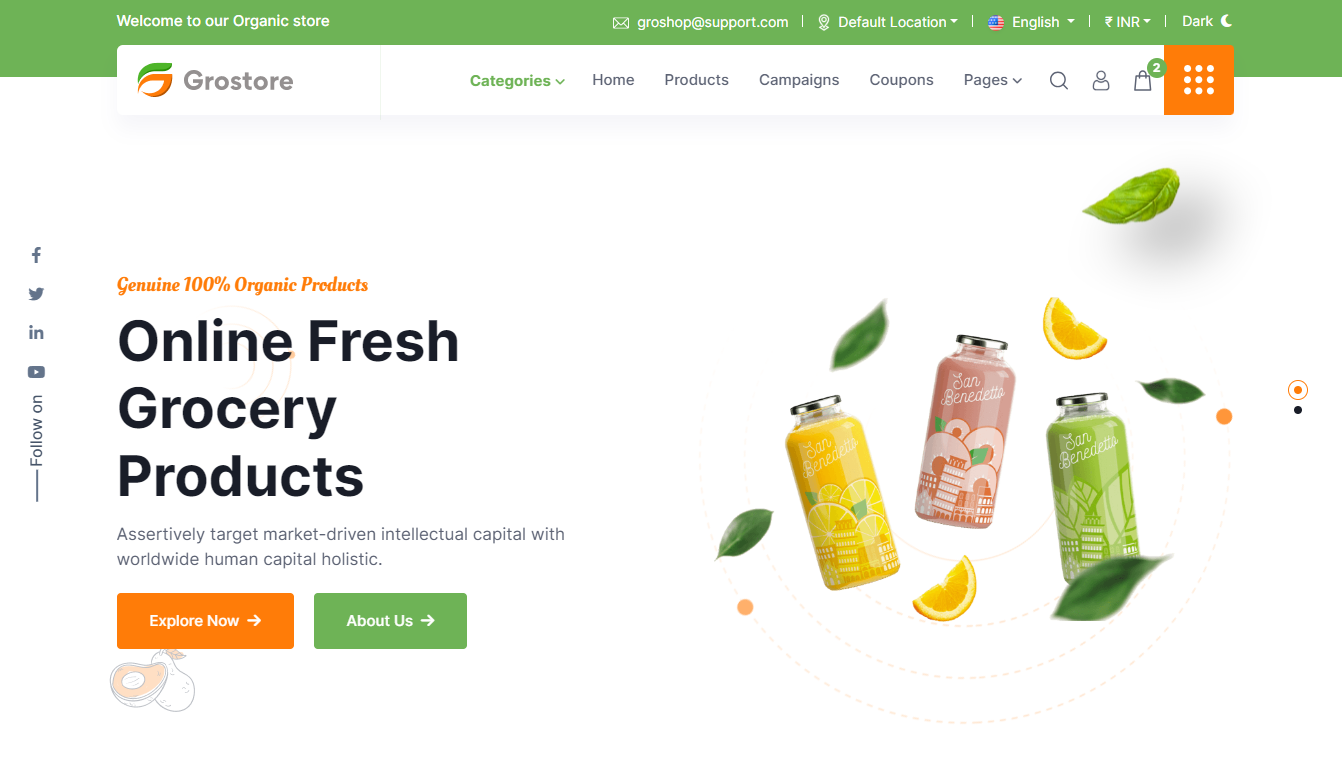 Welcome to our Organic store
groshop@support.com
Default Location
English
₹ INR
Dark
Grostore
Categories
Home
Products
Campaigns
Coupons
Pages
2
Genuine 100% Organic Products
Online Fresh
Grocery
Products
Assertively target market-driven intellectual capital with
worldwide human capital holistic.
Explore Now
About Us
Follow on
San
Benedetto
San
Benedetto
San
Benedetto